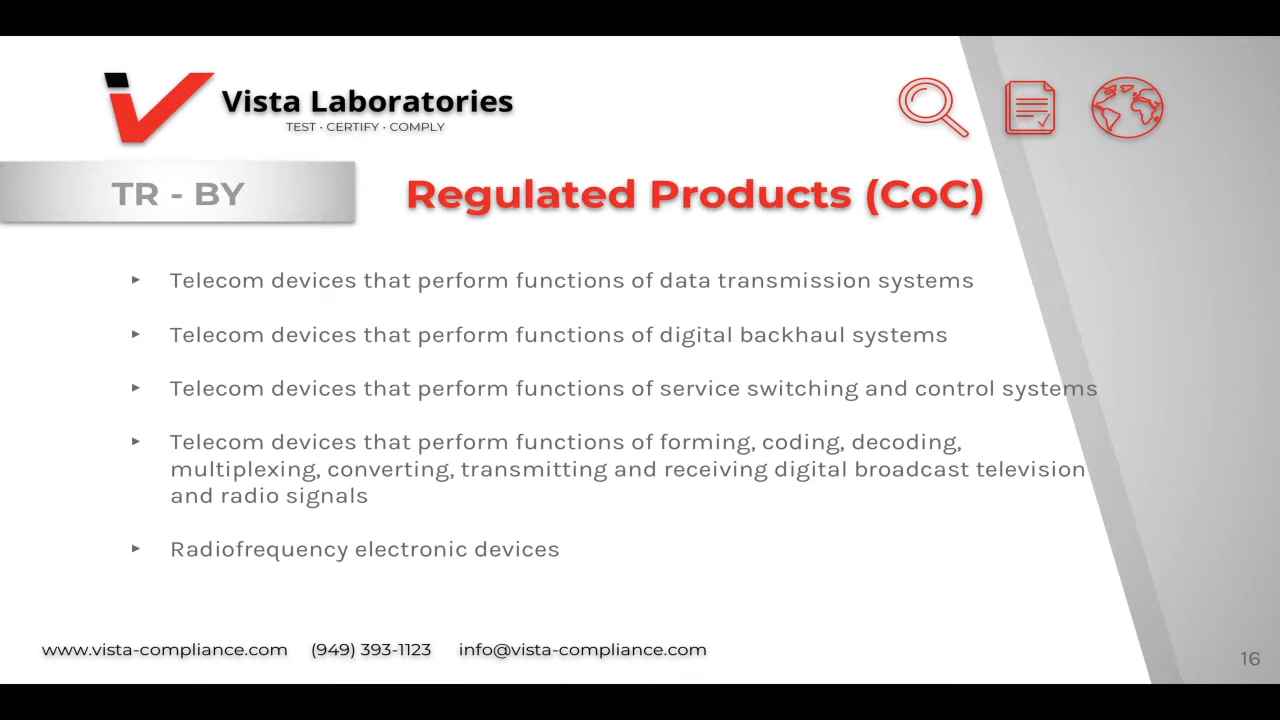 Vista Laboratories
TEST · CERTIFY · COMPLY
TR - BY
Regulated Products (CoC)
▸ Telecom devices that perform functions of data transmission systems
▸ Telecom devices that perform functions of digital backhaul systems
▸ Telecom devices that perform functions of service switching and control systems
▸ Telecom devices that perform functions of forming, coding, decoding,
multiplexing, converting, transmitting and receiving digital broadcast television
and radio signals
▸ Radiofrequency electronic devices
www.vista-compliance.com (949) 393-1123 info@vista-compliance.com
16